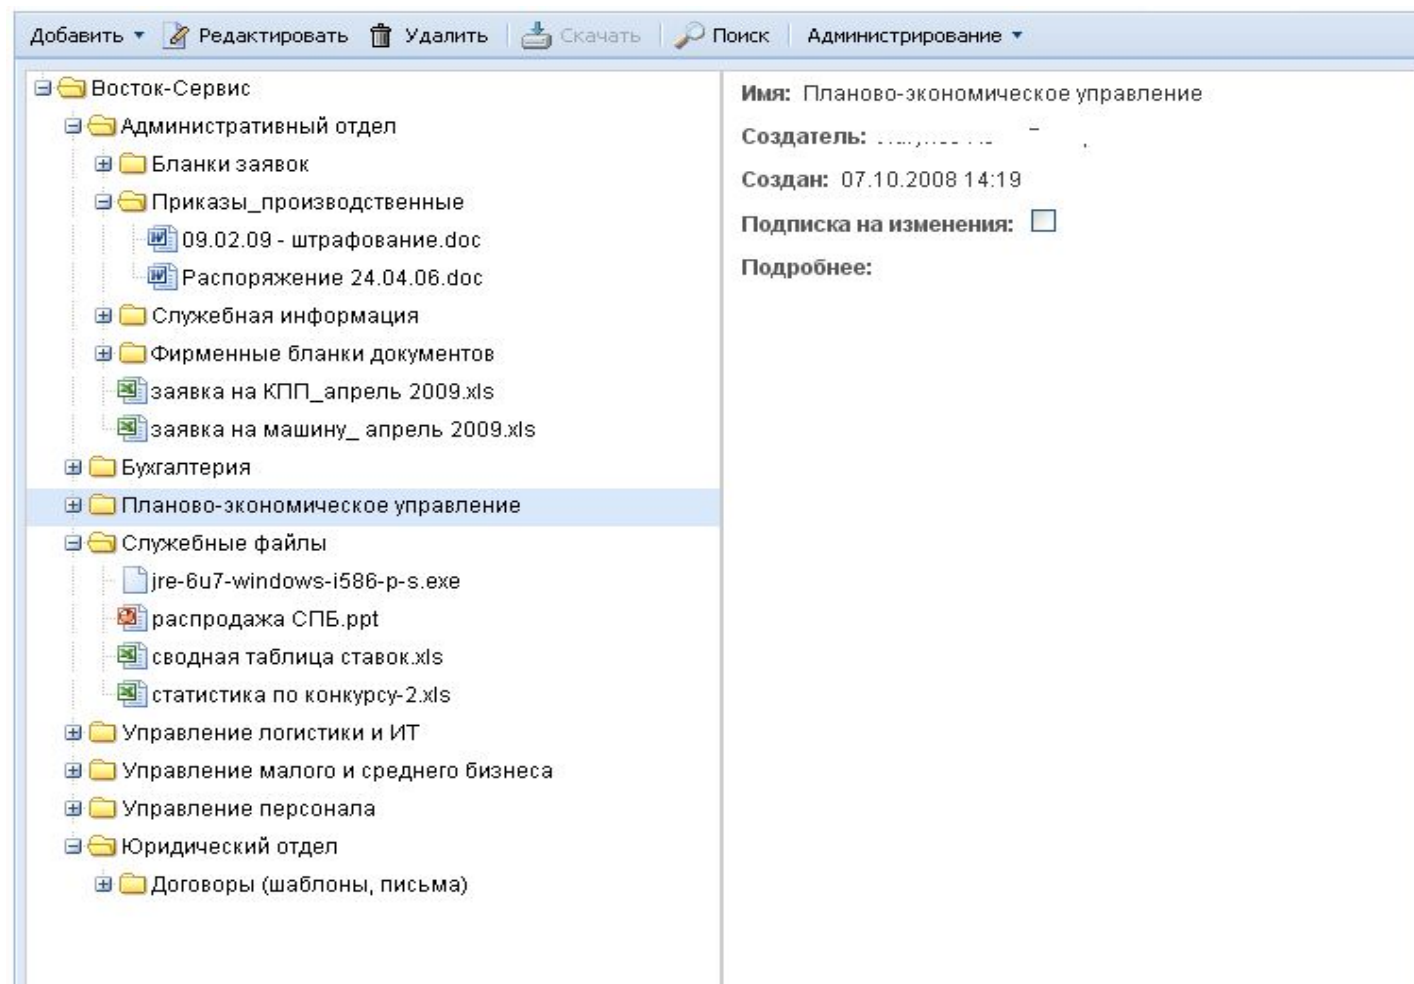 Добавить Редактировать Удалить Скачать Поиск Администрирование
Восток-Сервис
Административный отдел
Бланки заявок
Приказы_производственные
09.02.09 - штрафование.doc
Распоряжение 24.04.06.doc
Служебная информация
Фирменные бланки документов
заявка на КПП_апрель 2009.xls
заявка на машину_ апрель 2009.xls
Бухгалтерия
Планово-экономическое управление
Служебные файлы
jre-6u7-windows-i586-p-s.exe
распродажа СПБ.ppt
сводная таблица ставок.xls
статистика по конкурсу-2.xls
Управление логистики и ИТ
Управление малого и среднего бизнеса
Управление персонала
Юридический отдел
Договоры (шаблоны, письма)
Имя: Планово-экономическое управление
Создатель:
Создан: 07.10.2008 14:19
Подписка на изменения:
Подробнее: